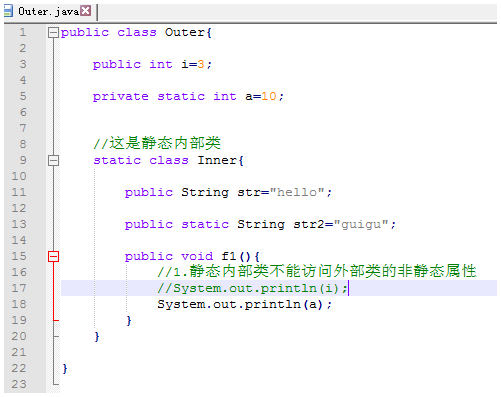 Outer.java
1 public class Outer{
2
3 public int i=3;
4
5 private static int a=10;
6
7
8 //这是静态内部类
9 static class Inner{
10
11 public String str="hello";
12
13 public static String str2="guigu";
14
15 public void f1(){
16 //1.静态内部类不能访问外部类的非静态属性
17 //System.out.println(i);
18 System.out.println(a);
19 }
20 }
21
22 }
23